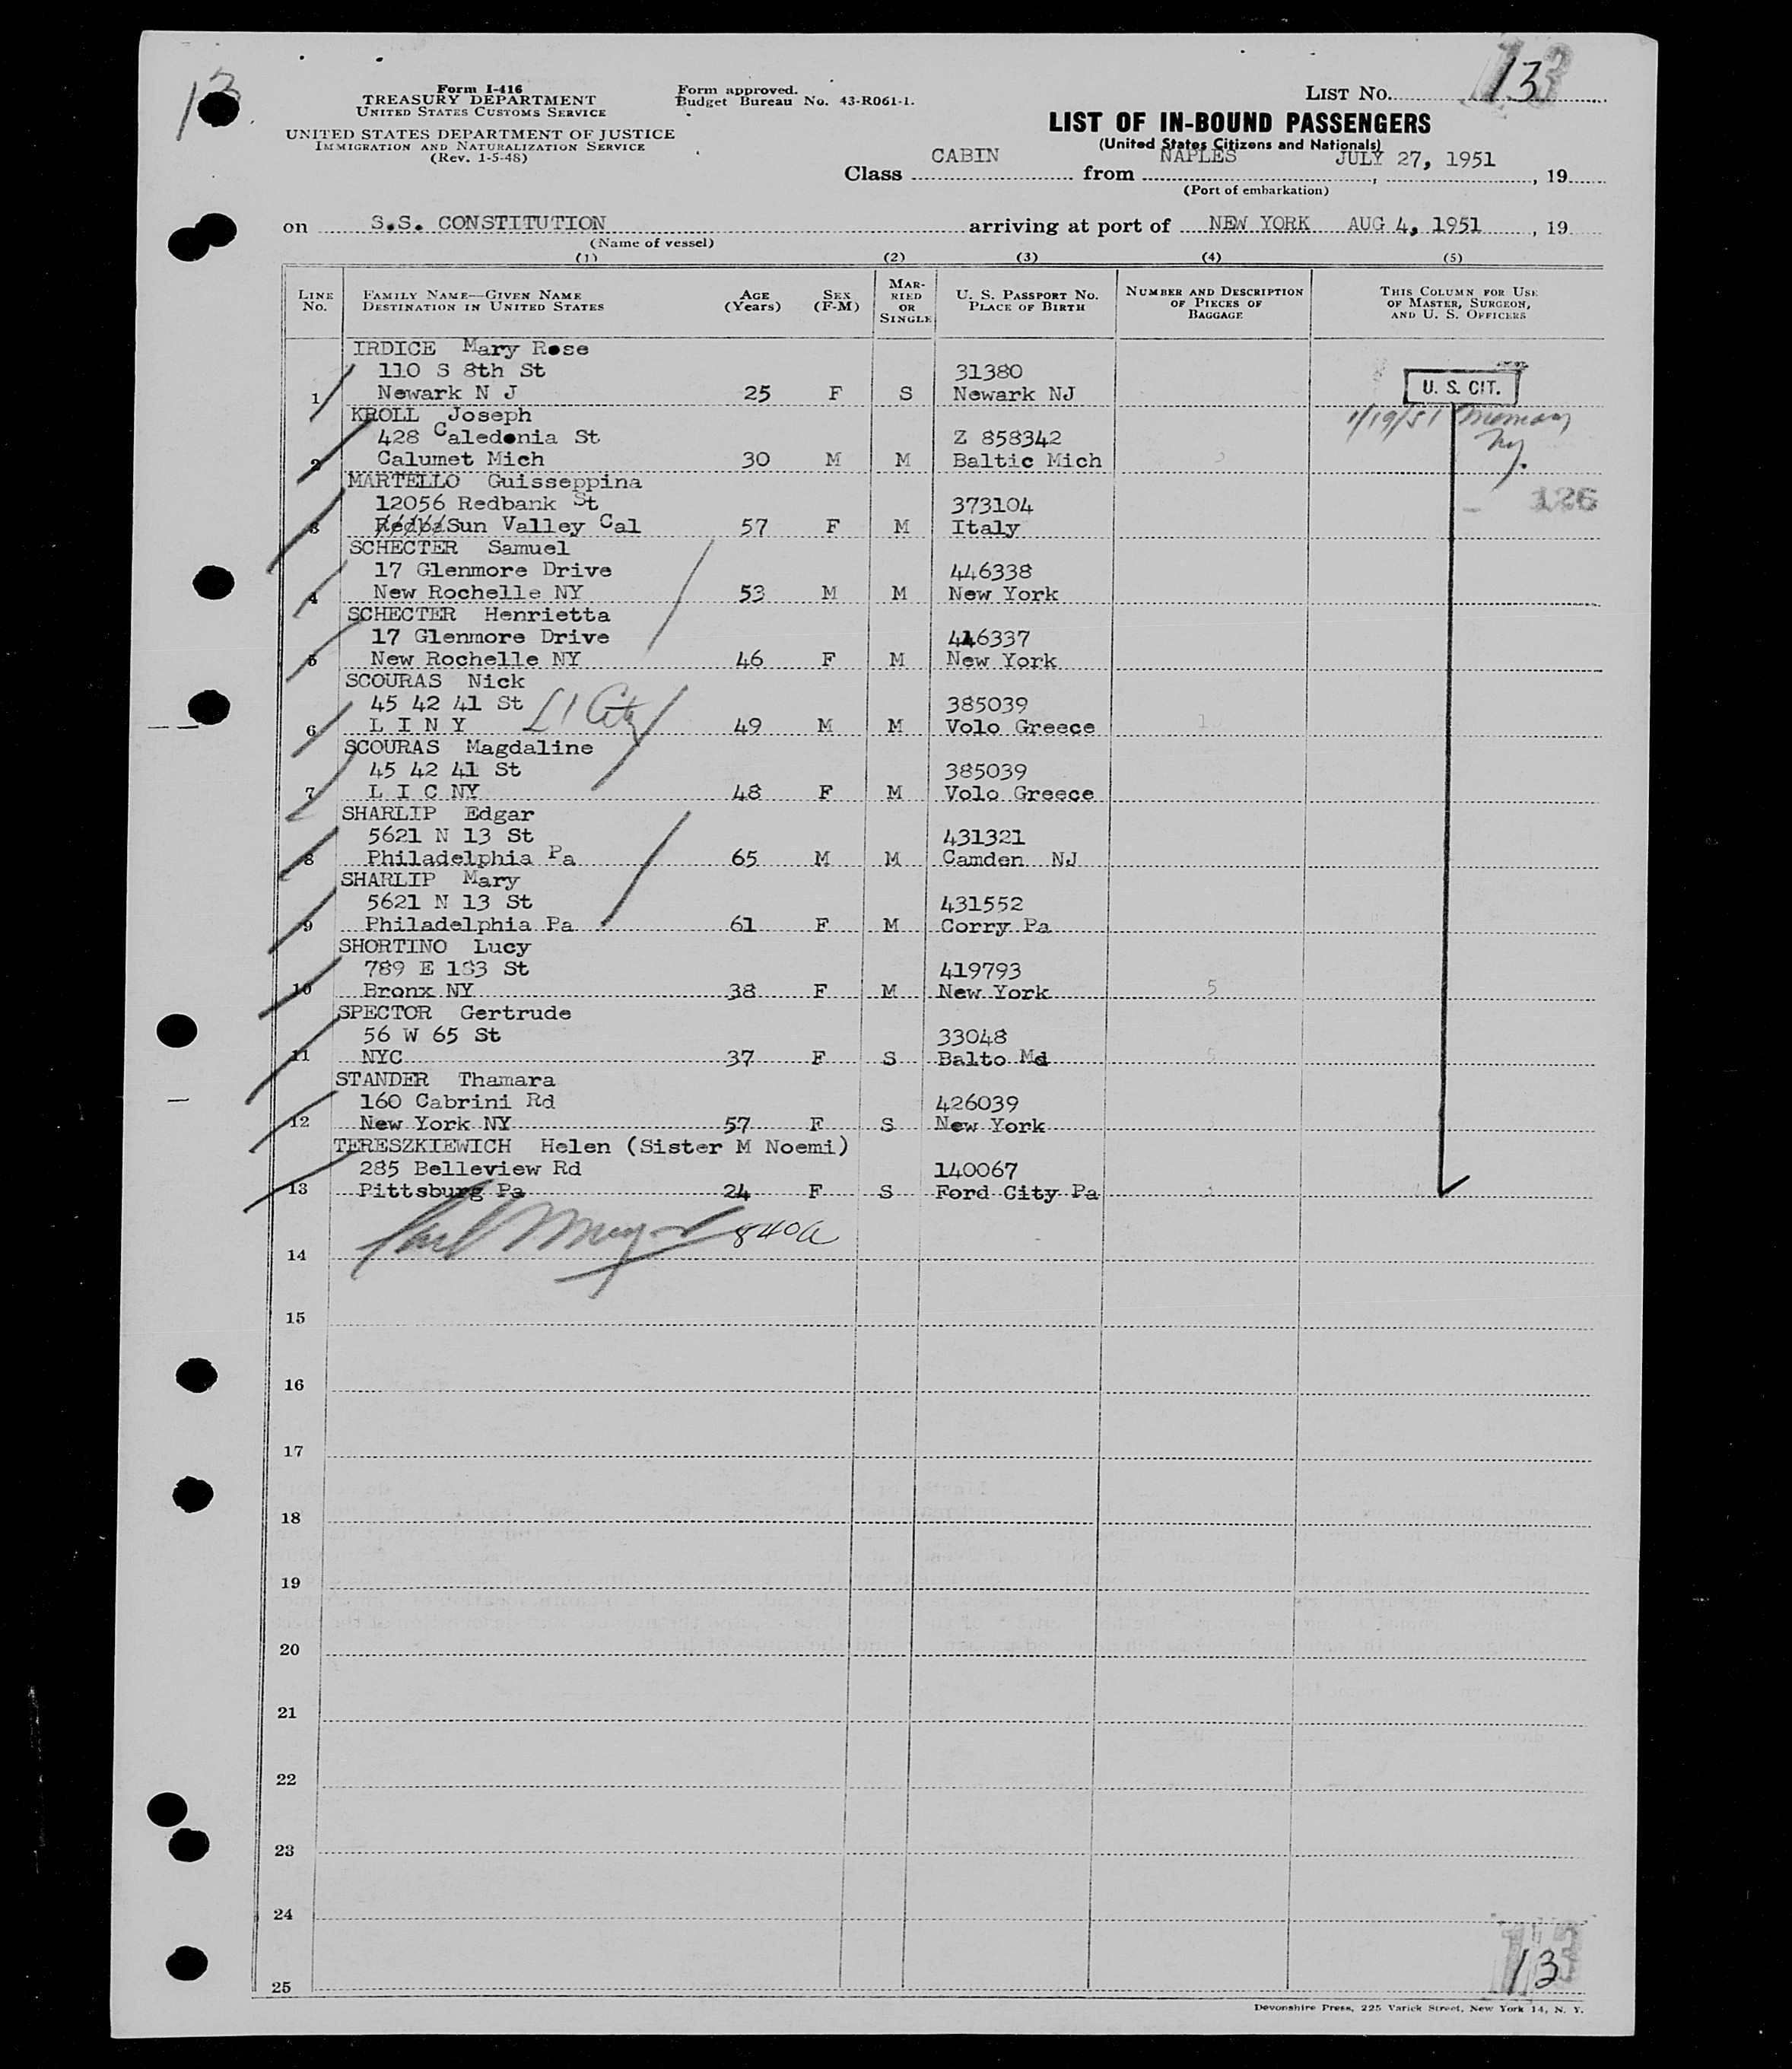 13
Form I-416
TREASURY DEPARTMENT
UNITED STATES CUSTOMS SERVICE
UNITED STATES DEPARTMENT OF JUSTICE
IMMIGRATION AND NATURALIZATION SERVICE
(Rev. 1-5-48)
Form approved.
Budget Bureau No. 43-R061-1.
LIST No. 13
LIST OF IN-BOUND PASSENGERS
(United States Citizens and Nationals)
Class CABIN from NAPLES, JULY 27, 1951, 19
(Port of embarkation)
on S.S. CONSTITUTION arriving at port of NEW YORK AUG 4, 1951, 19
(Name of vessel)
(1) (2) (3) (4) (5)
LINE No. FAMILY NAME—GIVEN NAME DESTINATION IN UNITED STATES AGE (Years) SEX (F-M) MARRIED OR SINGLE U. S. PASSPORT No. PLACE OF BIRTH NUMBER AND DESCRIPTION OF PIECES OF BAGGAGE THIS COLUMN FOR USE OF MASTER, SURGEON, AND U. S. OFFICERS
IRDICE Mary Rose
110 S 8th St 31380
1 Newark N J 25 F S Newark NJ U. S. CIT.
KROLL Joseph 1/19/51
428 Caledonia St Z 858342 NY.
2 Calumet Mich 30 M M Baltic Mich
MARTELLO Guisseppina
12056 Redbank St 373104 126
3 Redba Sun Valley Cal 57 F M Italy
SCHECTER Samuel
17 Glenmore Drive 446338
4 New Rochelle NY 53 M M New York
SCHECTER Henrietta
17 Glenmore Drive 446337
5 New Rochelle NY 46 F M New York
SCOURAS Nick
45 42 41 St LI City 385039
6 L I N Y 49 M M Volo Greece 1
SCOURAS Magdaline
45 42 41 St 385039
7 L I C NY 48 F M Volo Greece
SHARLIP Edgar
5621 N 13 St 431321
8 Philadelphia Pa 65 M M Camden NJ
SHARLIP Mary
5621 N 13 St 431552
9 Philadelphia Pa 61 F M Corry Pa
SHORTINO Lucy
789 E 183 St 419793
10 Bronx NY 38 F M New York 5
SPECTOR Gertrude
56 W 65 St 33048
11 NYC 37 F S Balto Md
STANDER Thamara
160 Cabrini Rd 426039
12 New York NY 57 F S New York
TERESZKIEWICH Helen (Sister M Noemi)
285 Belleview Rd 140067
13 Pittsburg Pa 24 F S Ford City Pa
840a
14
15
16
17
18
19
20
21
22
23
24
25
13
Devonshire Press, 225 Varick Street, New York 14, N. Y.